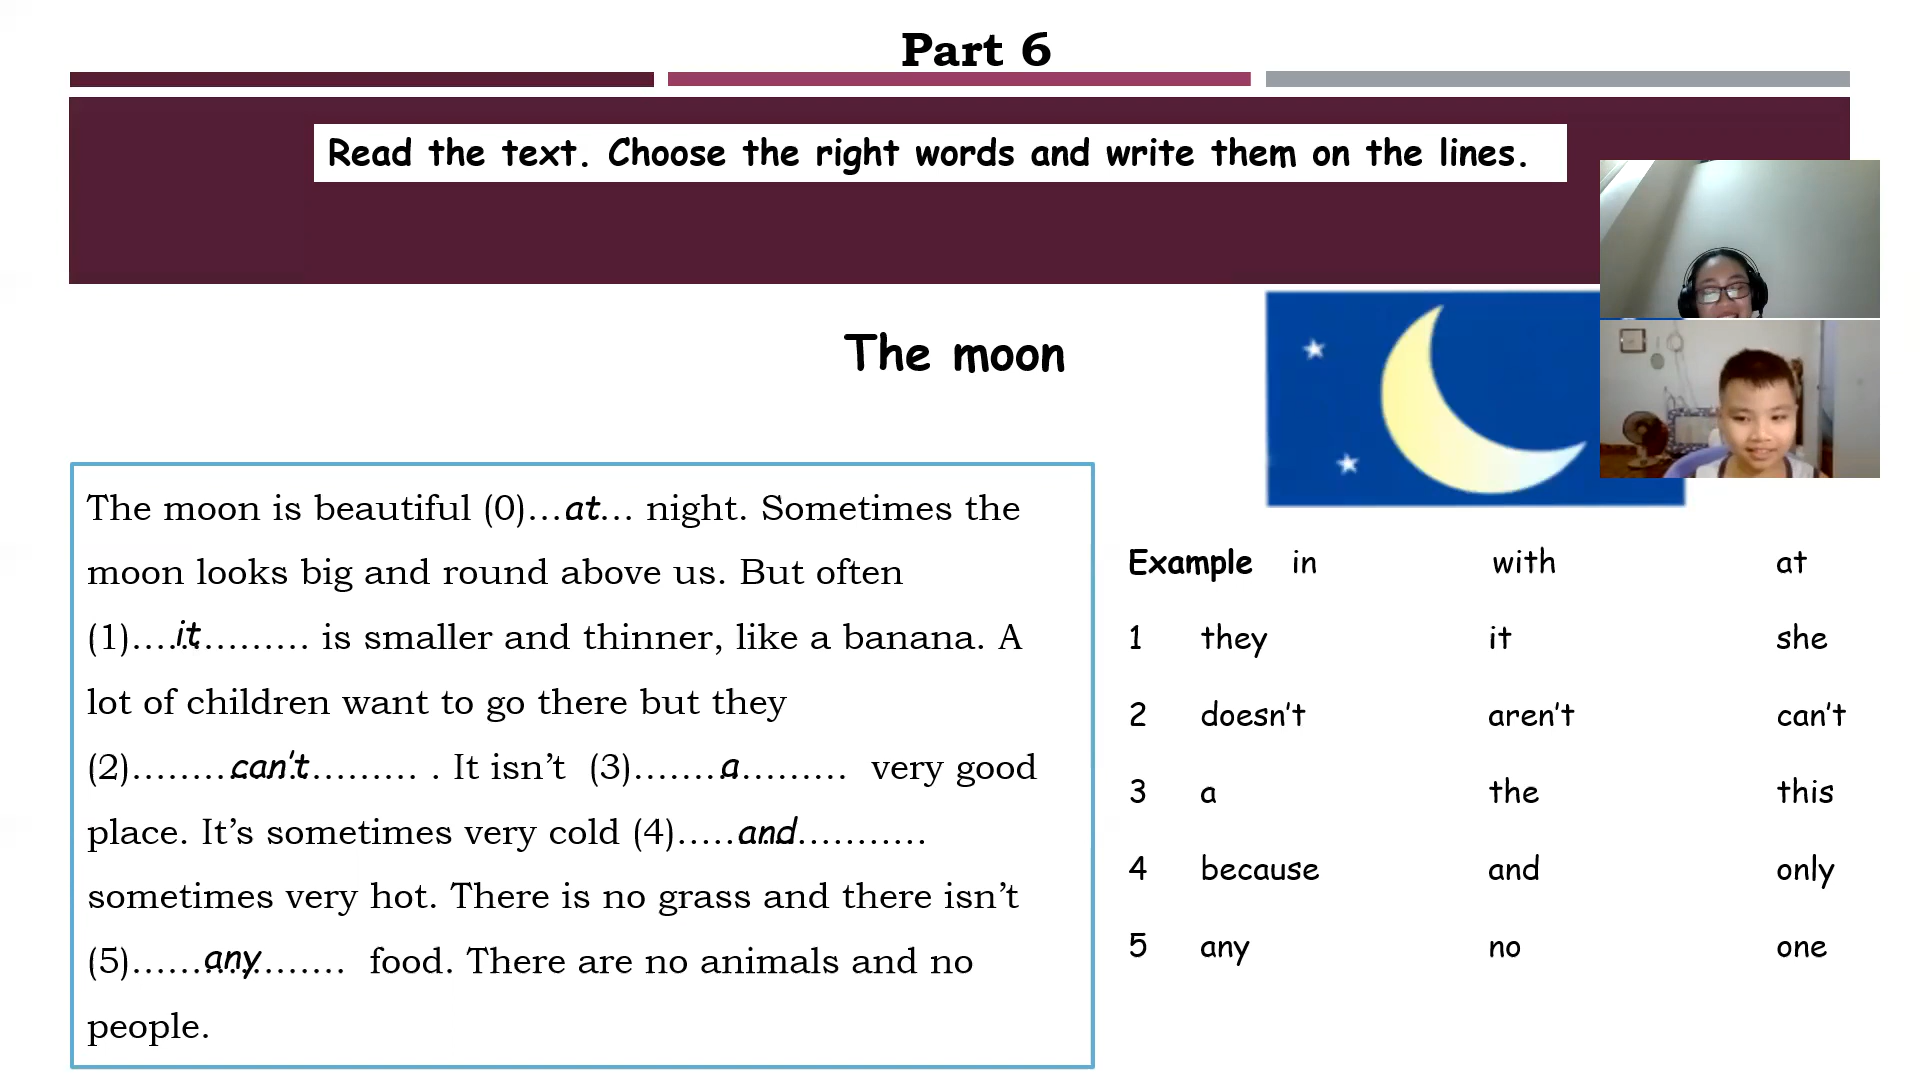 Part 6
Read the text. Choose the right words and write them on the lines.
The moon
The moon is beautiful (0)...at... night. Sometimes the
moon looks big and round above us. But often
(1)....it.......... is smaller and thinner, like a banana. A
lot of children want to go there but they
(2)........can't......... . It isn't (3).......a......... very good
place. It's sometimes very cold (4).....and...........
sometimes very hot. There is no grass and there isn't
(5)......any....... food. There are no animals and no
people.
Example in with at
1 they it she
2 doesn't aren't can't
3 a the this
4 because and only
5 any no one